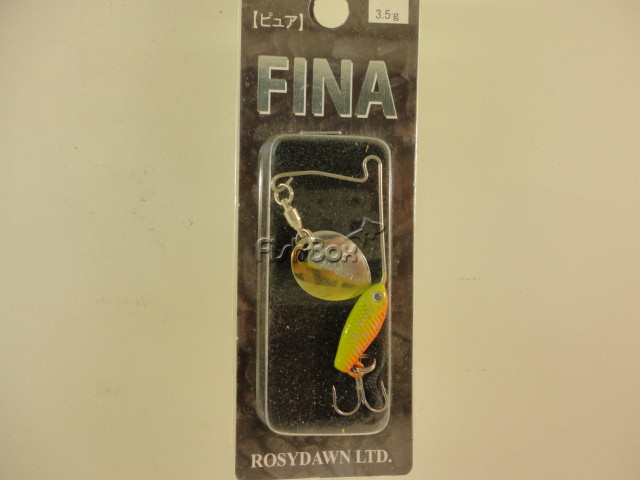 【ピュア】
3.5g
FINA
FishBox
ROSYDAWN LTD.